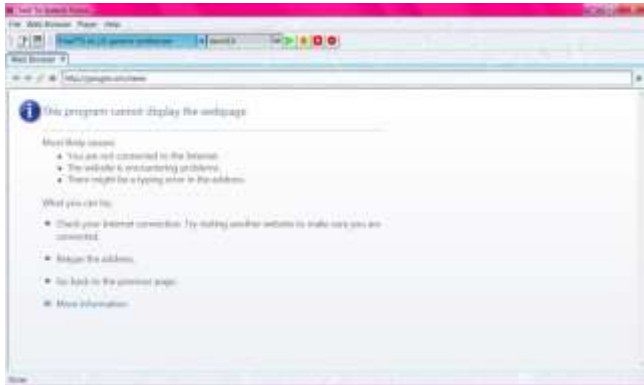 Text To Speech
File Web Browser Player Help
Web Browser
This program cannot display the webpage
Most likely causes:
You are not connected to the Internet.
The website is encountering problems.
There might be a typing error in the address.
What you can try:
Check your Internet connection. Try visiting another website to make sure you are
connected.
Retype the address.
Go back to the previous page.
More information
Done